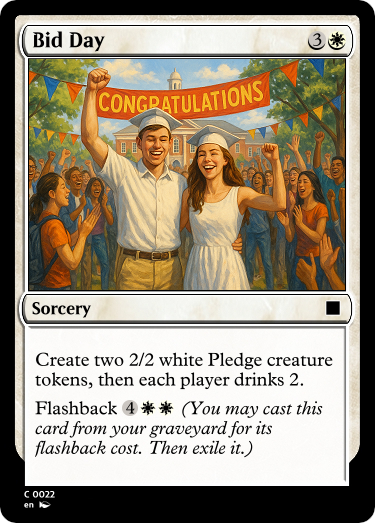 Bid Day 3
CONGRATULATIONS
Sorcery
Create two 2/2 white Pledge creature
tokens, then each player drinks 2.
Flashback 4 (You may cast this
card from your graveyard for its
flashback cost. Then exile it.)
C 0022
en